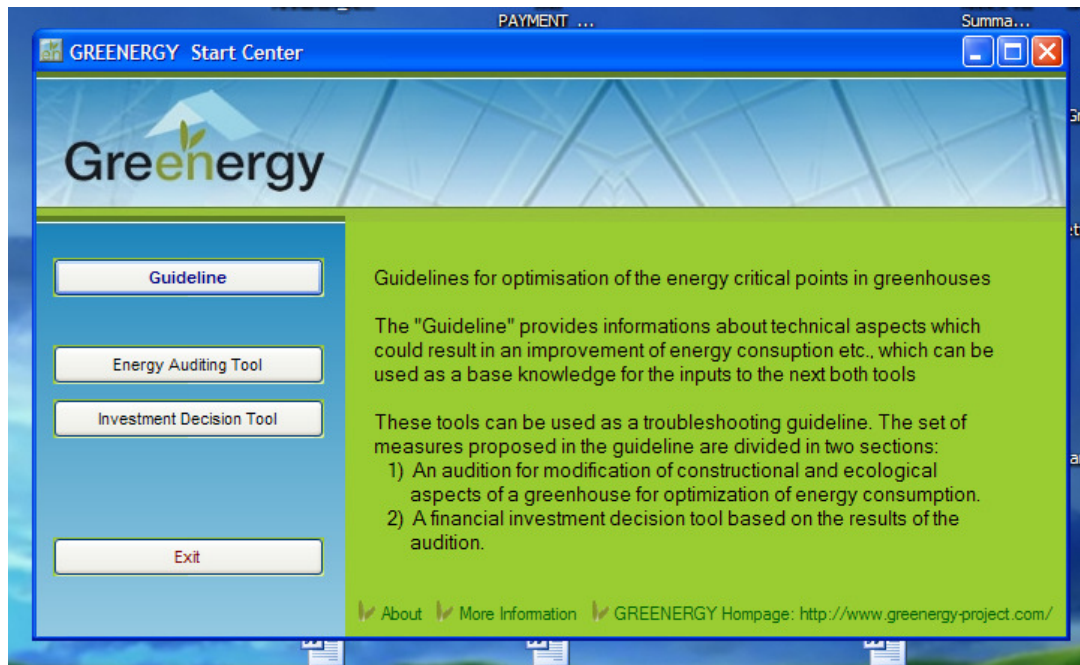 PAYMENT ...
Summa...
GREENERGY Start Center
Greenergy
Guideline
Energy Auditing Tool
Investment Decision Tool
Exit
Guidelines for optimisation of the energy critical points in greenhouses
The "Guideline" provides informations about technical aspects which
could result in an improvement of energy consuption etc., which can be
used as a base knowledge for the inputs to the next both tools
These tools can be used as a troubleshooting guideline. The set of
measures proposed in the guideline are divided in two sections:
1) An audition for modification of constructional and ecological
aspects of a greenhouse for optimization of energy consumption.
2) A financial investment decision tool based on the results of the
audition.
About More Information GREENERGY Hompage: http://www.greenergy-project.com/